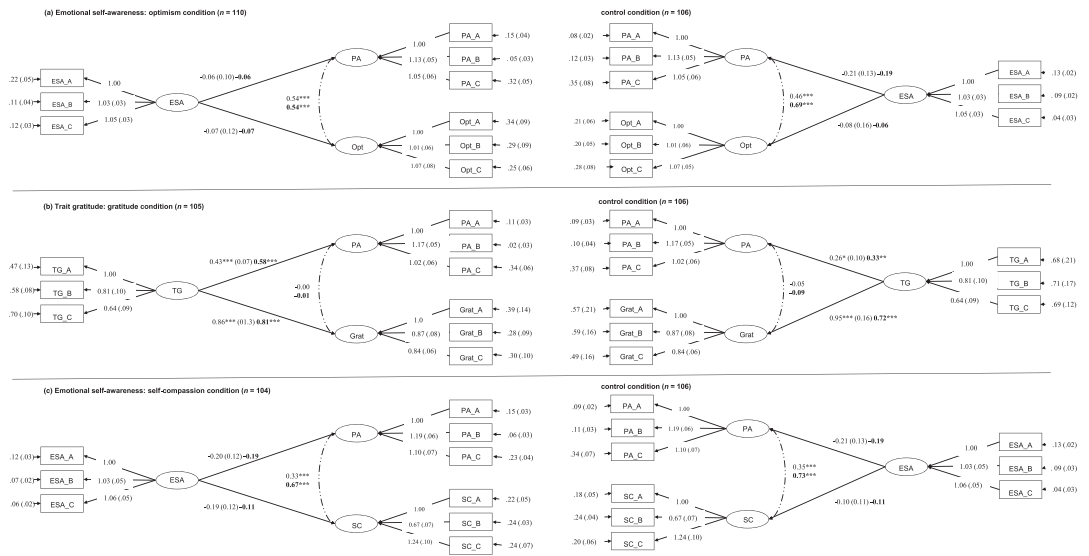 (a) Emotional self-awareness: optimism condition (n = 110)
.22 (.05) ESA_A
.11 (.04) ESA_B
.12 (.03) ESA_C
1.00
1.03 (.03)
1.05 (.03)
ESA
-0.06 (0.10) -0.06
-0.07 (0.12) -0.07
PA
0.54***
0.54***
Opt
1.00
1.13 (.05)
1.05 (.06)
PA_A .15 (.04)
PA_B .05 (.03)
PA_C .32 (.05)
1.00
1.01 (.06)
1.07 (.08)
Opt_A .34 (.09)
Opt_B .29 (.09)
Opt_C .25 (.06)
control condition (n = 106)
.08 (.02) PA_A
.12 (.03) PA_B
.35 (.08) PA_C
1.00
1.13 (.05)
1.05 (.06)
PA
0.46***
0.69***
.21 (.06) Opt_A
.20 (.05) Opt_B
.28 (.08) Opt_C
1.00
1.01 (.06)
1.07 (.05)
Opt
-0.21 (0.13) -0.19
-0.08 (0.16) -0.06
ESA
1.00
1.03 (.03)
1.05 (.03)
ESA_A .13 (.02)
ESA_B .09 (.02)
ESA_C .04 (.03)
(b) Trait gratitude: gratitude condition (n = 105)
.47 (.13) TG_A
.58 (.08) TG_B
.70 (.10) TG_C
1.00
0.81 (.10)
0.64 (.09)
TG
0.43*** (0.07) 0.58***
0.86*** (01.3) 0.81***
PA
-0.00
-0.01
Grat
1.00
1.17 (.05)
1.02 (.06)
PA_A .11 (.03)
PA_B .02 (.03)
PA_C .34 (.06)
1.0
0.87 (.08)
0.84 (.06)
Grat_A .39 (.14)
Grat_B .28 (.09)
Grat_C .30 (.10)
control condition (n = 106)
.09 (.03) PA_A
.10 (.04) PA_B
.37 (.08) PA_C
1.00
1.17 (.05)
1.02 (.06)
PA
-0.05
-0.09
.57 (.21) Grat_A
.59 (.16) Grat_B
.49 (.16) Grat_C
1.00
0.87 (.08)
0.84 (.06)
Grat
0.26* (0.10) 0.33**
0.95*** (0.16) 0.72***
TG
1.00
0.81 (.10)
0.64 (.09)
TG_A .68 (.21)
TG_B .71 (.17)
TG_C .69 (.12)
(c) Emotional self-awareness: self-compassion condition (n = 104)
.12 (.03) ESA_A
.07 (.02) ESA_B
.06 (.02) ESA_C
1.00
1.03 (.05)
1.06 (.05)
ESA
-0.20 (0.12) -0.19
-0.19 (0.12) -0.11
PA
0.33***
0.67***
SC
1.00
1.19 (.06)
1.10 (.07)
PA_A .15 (.03)
PA_B .06 (.03)
PA_C .23 (.04)
1.00
0.67 (.07)
1.24 (.10)
SC_A .22 (.05)
SC_B .24 (.03)
SC_C .24 (.07)
control condition (n = 106)
.09 (.02) PA_A
.11 (.03) PA_B
.34 (.07) PA_C
1.00
1.19 (.06)
1.10 (.07)
PA
0.35***
0.73***
.18 (.05) SC_A
.24 (.04) SC_B
.20 (.06) SC_C
1.00
0.67 (.07)
1.24 (.10)
SC
-0.21 (0.13) -0.19
-0.10 (0.11) -0.11
ESA
1.00
1.03 (.05)
1.06 (.05)
ESA_A .13 (.02)
ESA_B .09 (.03)
ESA_C .04 (.03)